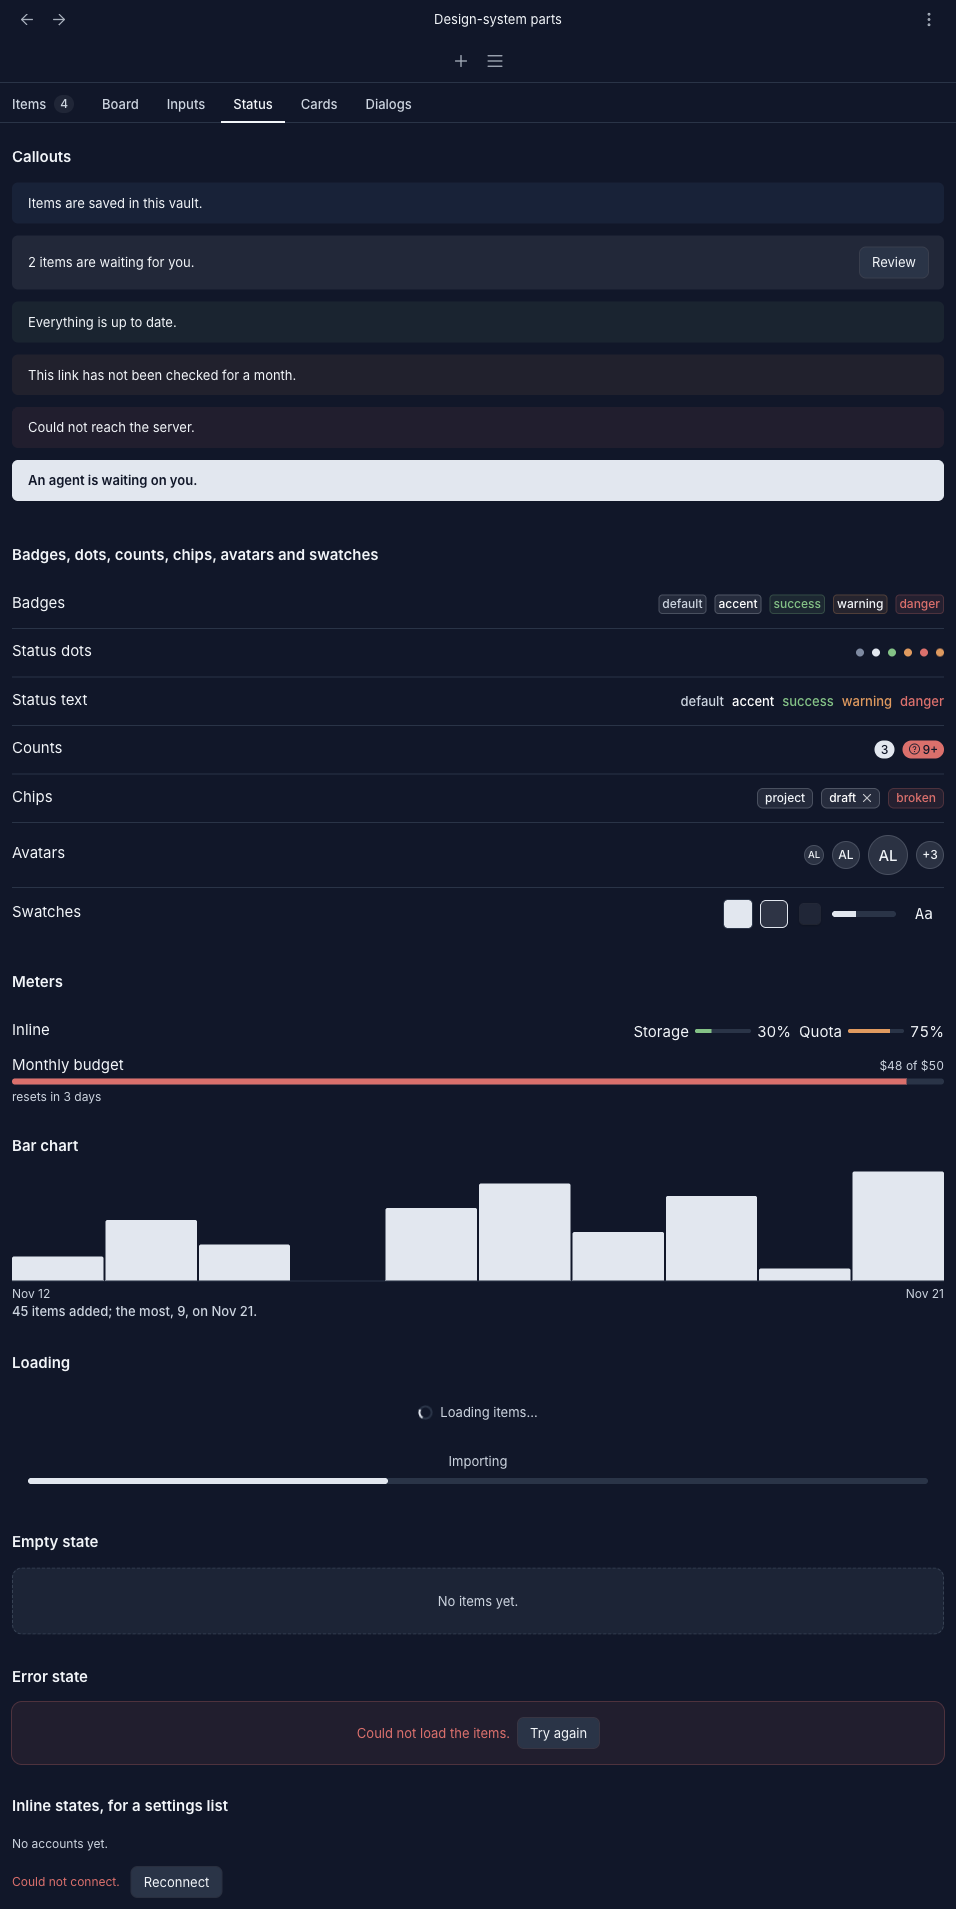 Design-system parts
Items 4 Board Inputs Status Cards Dialogs
Callouts
Items are saved in this vault.
2 items are waiting for you. Review
Everything is up to date.
This link has not been checked for a month.
Could not reach the server.
An agent is waiting on you.
Badges, dots, counts, chips, avatars and swatches
Badges default accent success warning danger
Status dots
Status text default accent success warning danger
Counts 3 9+
Chips project draft broken
Avatars AL AL AL +3
Swatches Aa
Meters
Inline Storage 30% Quota 75%
Monthly budget $48 of $50
resets in 3 days
Bar chart
Nov 12 Nov 21
45 items added; the most, 9, on Nov 21.
Loading
Loading items...
Importing
Empty state
No items yet.
Error state
Could not load the items. Try again
Inline states, for a settings list
No accounts yet.
Could not connect. Reconnect